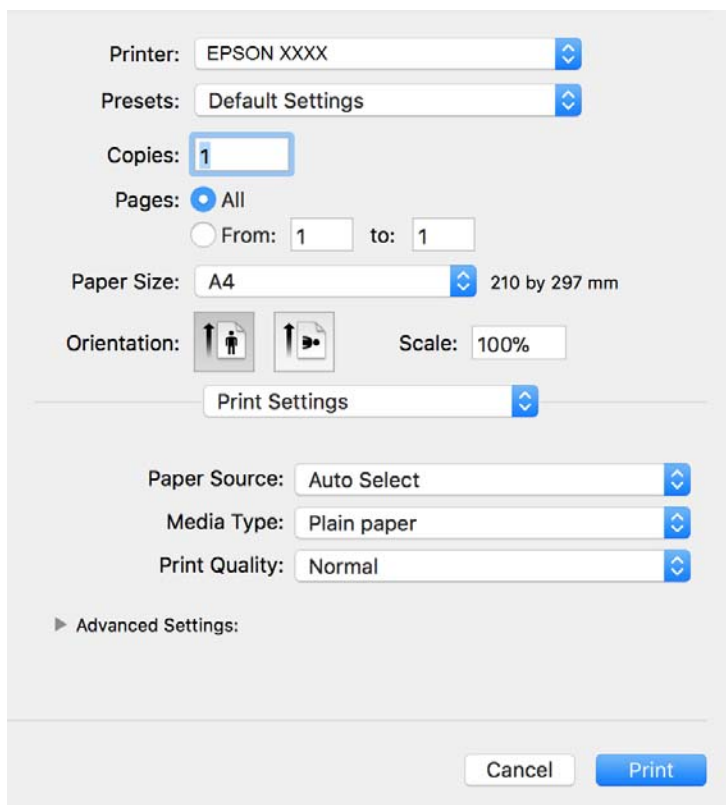 Printer: EPSON XXXX
Presets: Default Settings
Copies: 1
Pages: All
From: 1 to: 1
Paper Size: A4 210 by 297 mm
Orientation: Scale: 100%
Print Settings
Paper Source: Auto Select
Media Type: Plain paper
Print Quality: Normal
Advanced Settings:
Cancel Print